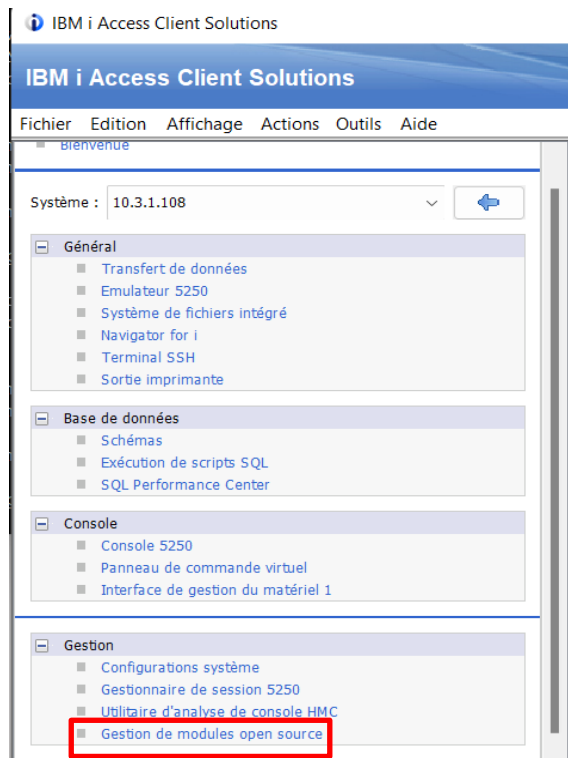 IBM i Access Client Solutions
IBM i Access Client Solutions
Fichier Edition Affichage Actions Outils Aide
Bienvenue
Système : 10.3.1.108
Général
Transfert de données
Emulateur 5250
Système de fichiers intégré
Navigator for i
Terminal SSH
Sortie imprimante
Base de données
Schémas
Exécution de scripts SQL
SQL Performance Center
Console
Console 5250
Panneau de commande virtuel
Interface de gestion du matériel 1
Gestion
Configurations système
Gestionnaire de session 5250
Utilitaire d'analyse de console HMC
Gestion de modules open source